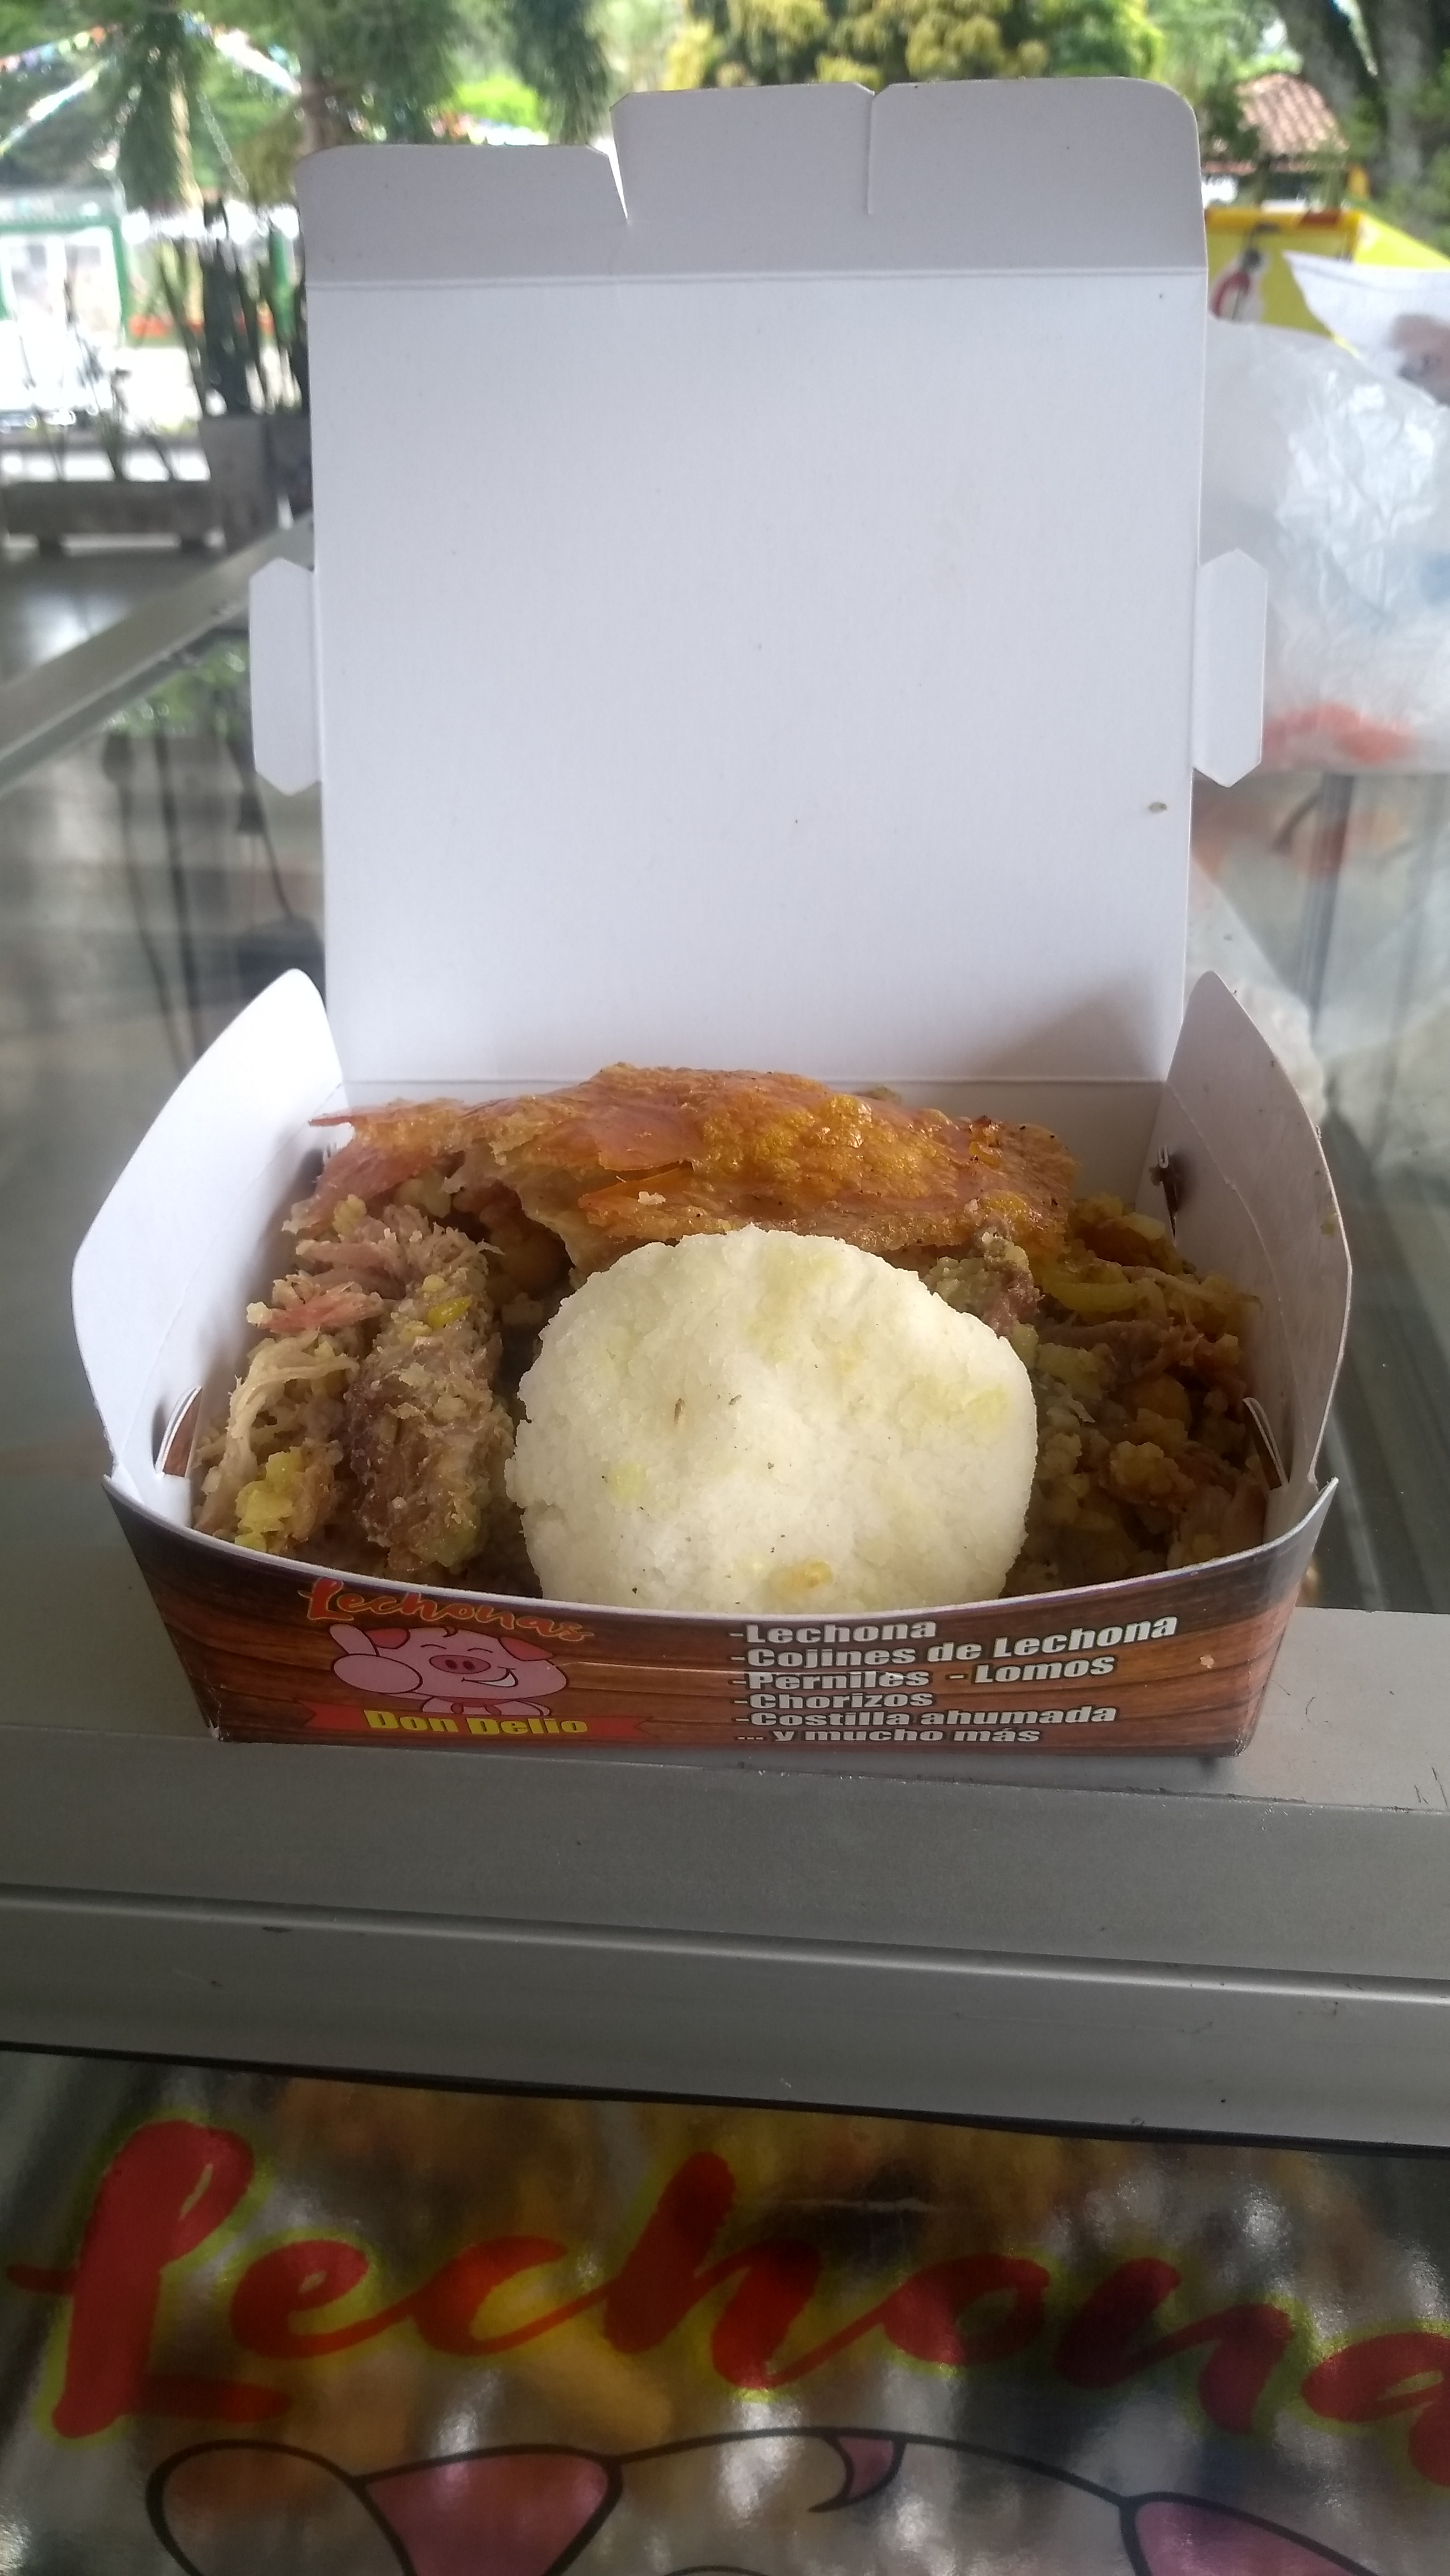 Lechonas
Don Delio
-Lechona
-Cojines de Lechona
-Perniles - Lomos
-Chorizos
-Costilla ahumada
... y mucho más
Lechona